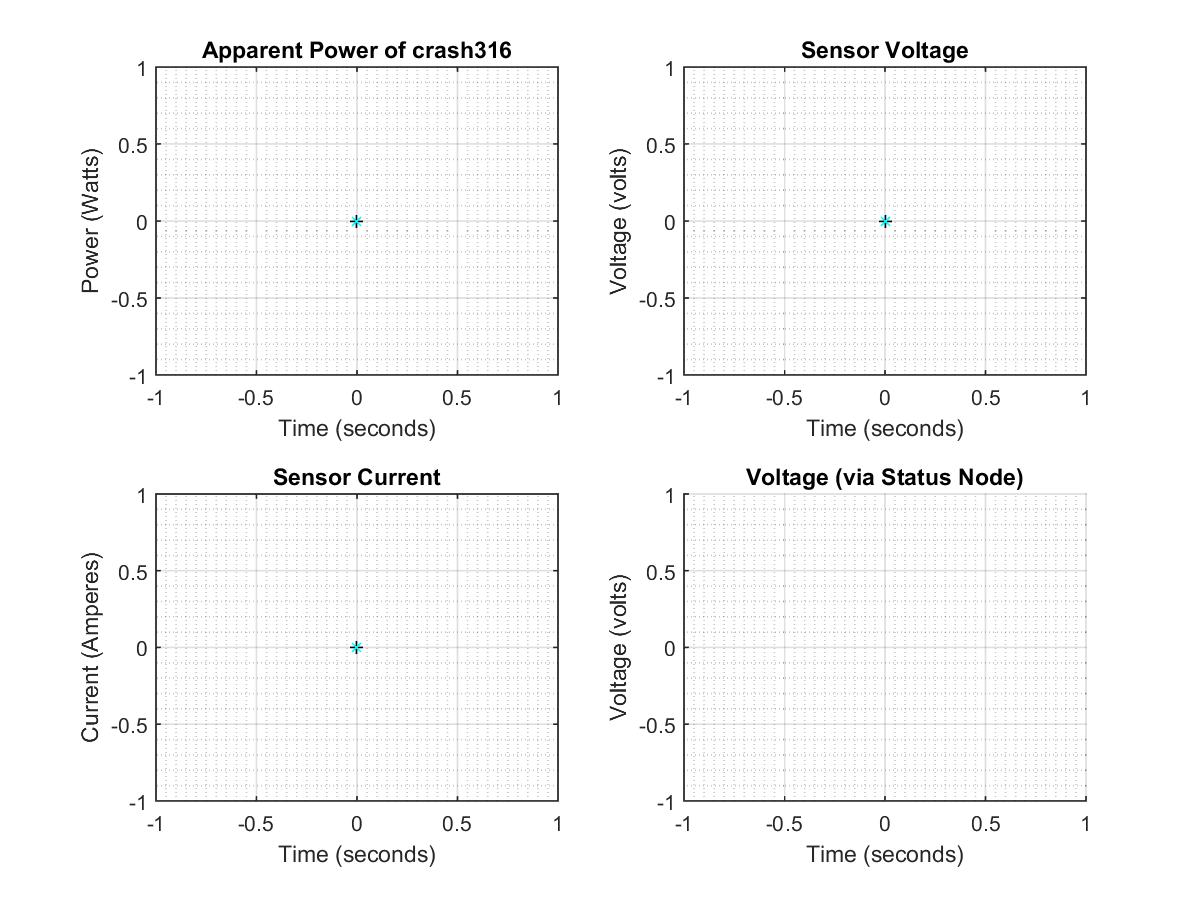 Apparent Power of crash316
1
0.5
0
-0.5
-1
Power (Watts)
-1 -0.5 0 0.5 1
Time (seconds)
Sensor Voltage
1
0.5
0
-0.5
-1
Voltage (volts)
-1 -0.5 0 0.5 1
Time (seconds)
Sensor Current
1
0.5
0
-0.5
-1
Current (Amperes)
-1 -0.5 0 0.5 1
Time (seconds)
Voltage (via Status Node)
1
0.5
0
-0.5
-1
Voltage (volts)
-1 -0.5 0 0.5 1
Time (seconds)